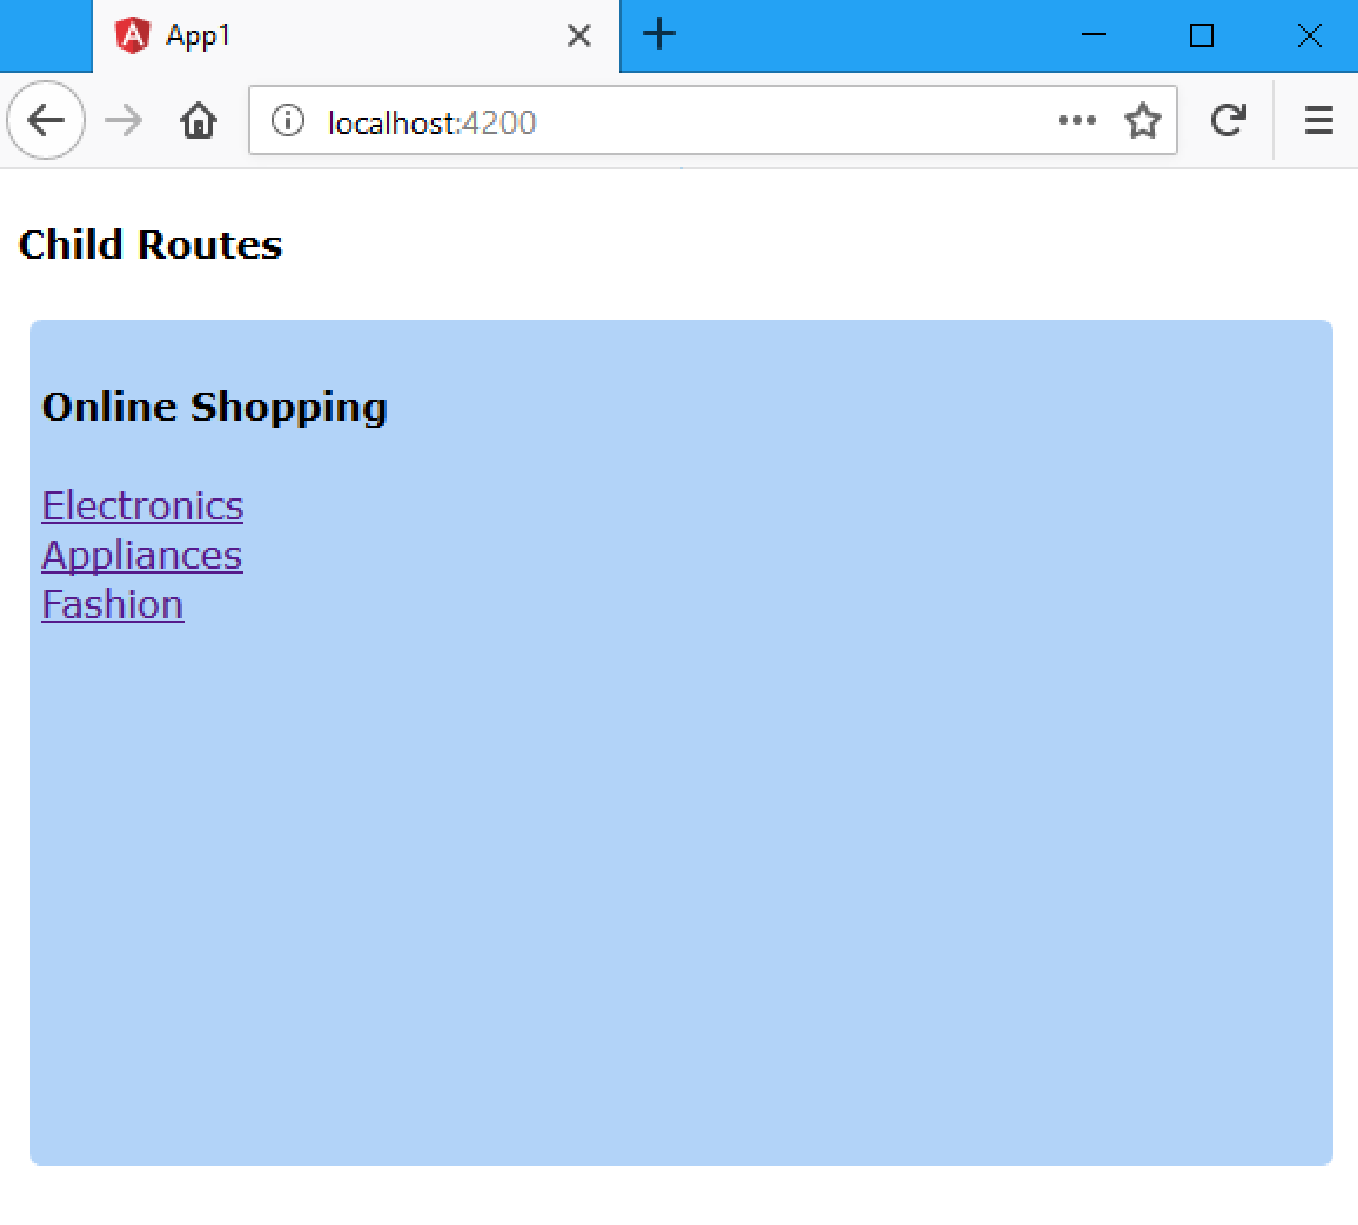 App1
localhost:4200
Child Routes
Online Shopping
Electronics
Appliances
Fashion